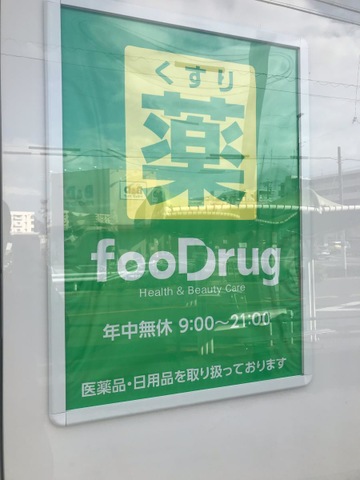 くすり
薬
fooDrug
Health & Beauty Care
年中無休 9:00～21:00
医薬品・日用品を取り扱っております